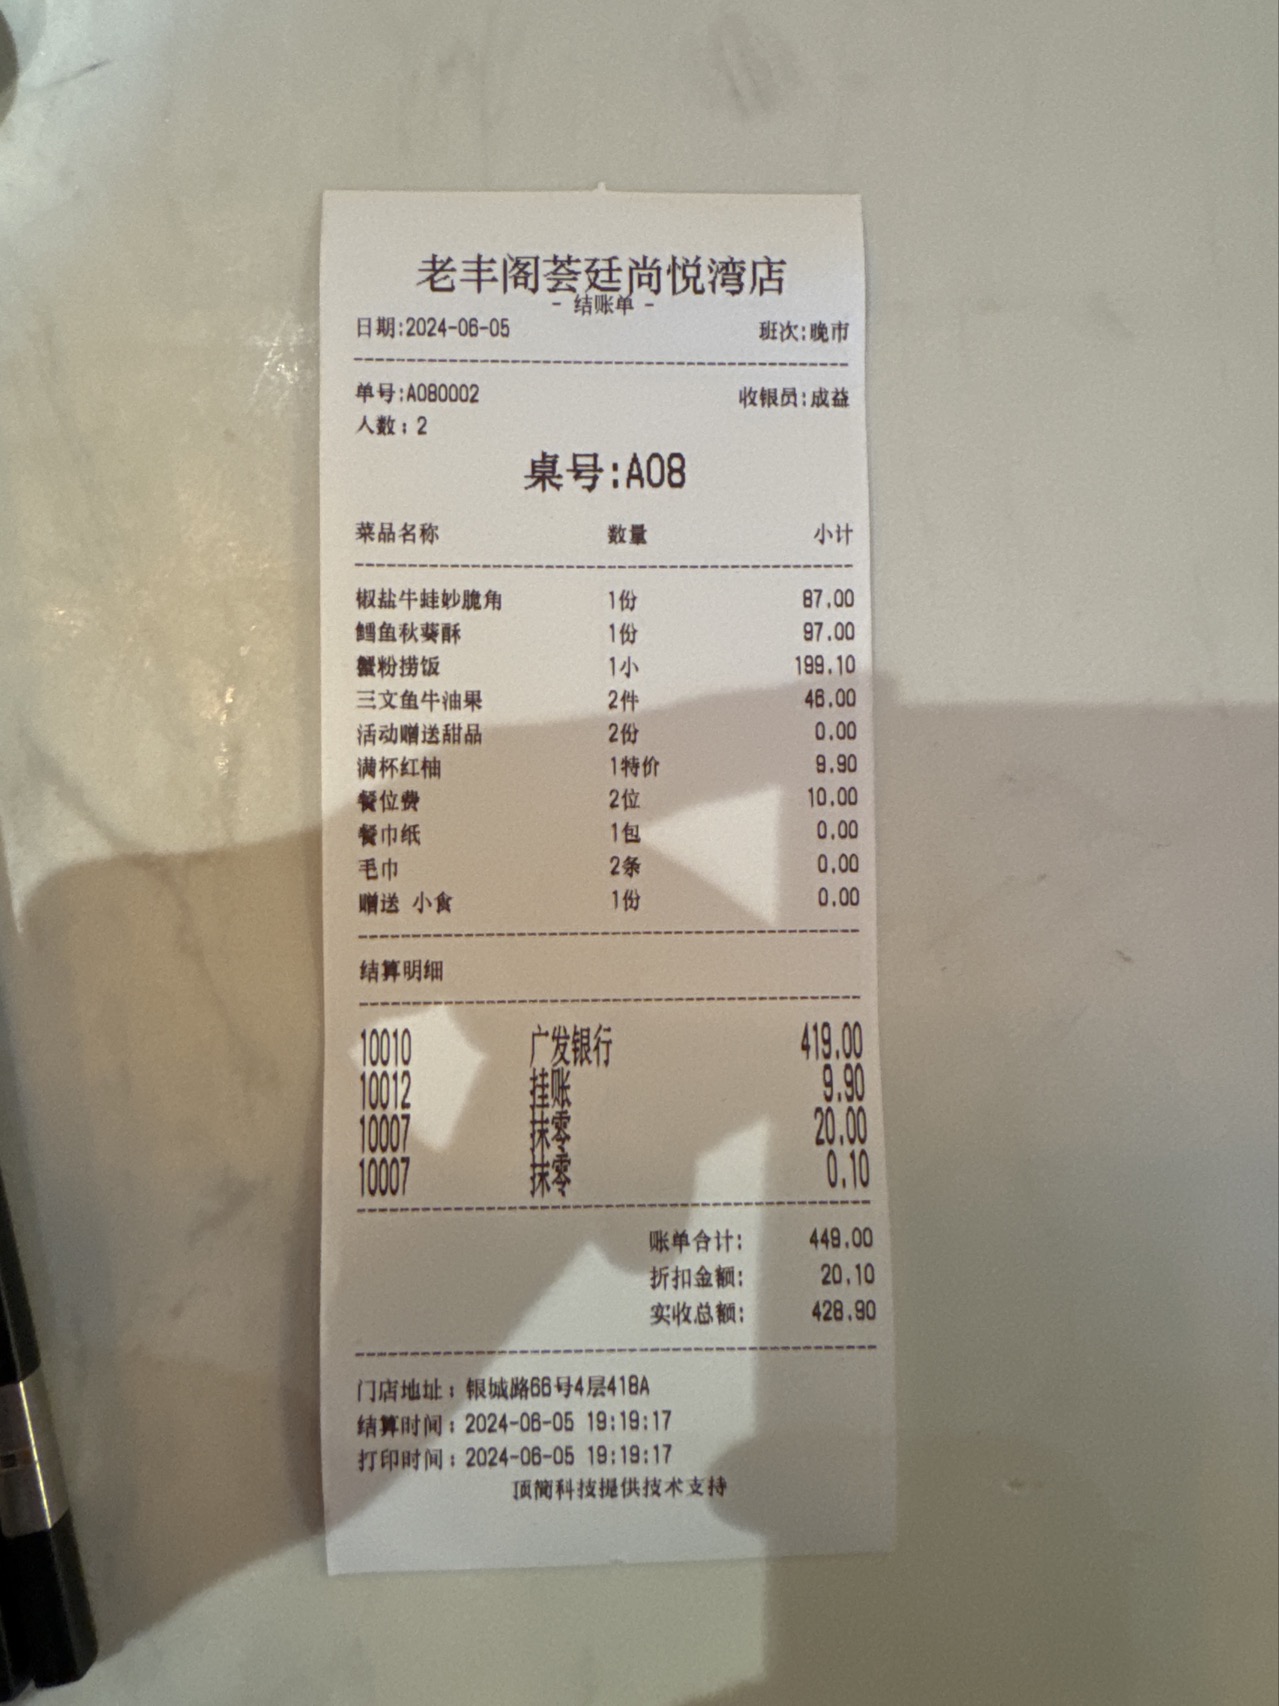 老丰阁荟廷尚悦湾店
- 结账单 -
日期:2024-06-05 班次:晚市
单号:A080002 收银员:成益
人数：2
桌号:A08
菜品名称 数量 小计
椒盐牛蛙妙脆角 1份 87.00
鳕鱼秋葵酥 1份 97.00
蟹粉捞饭 1小 199.10
三文鱼牛油果 2件 46.00
活动赠送甜品 2份 0.00
满杯红柚 1特价 9.90
餐位费 2位 10.00
餐巾纸 1包 0.00
毛巾 2条 0.00
赠送 小食 1份 0.00
结算明细
10010 广发银行 419.00
10012 挂账 9.90
10007 抹零 20.00
10007 抹零 0.10
账单合计: 449.00
折扣金额: 20.10
实收总额: 428.90
门店地址：银城路66号4层418A
结算时间：2024-06-05 19:19:17
打印时间：2024-06-05 19:19:17
顶简科技提供技术支持